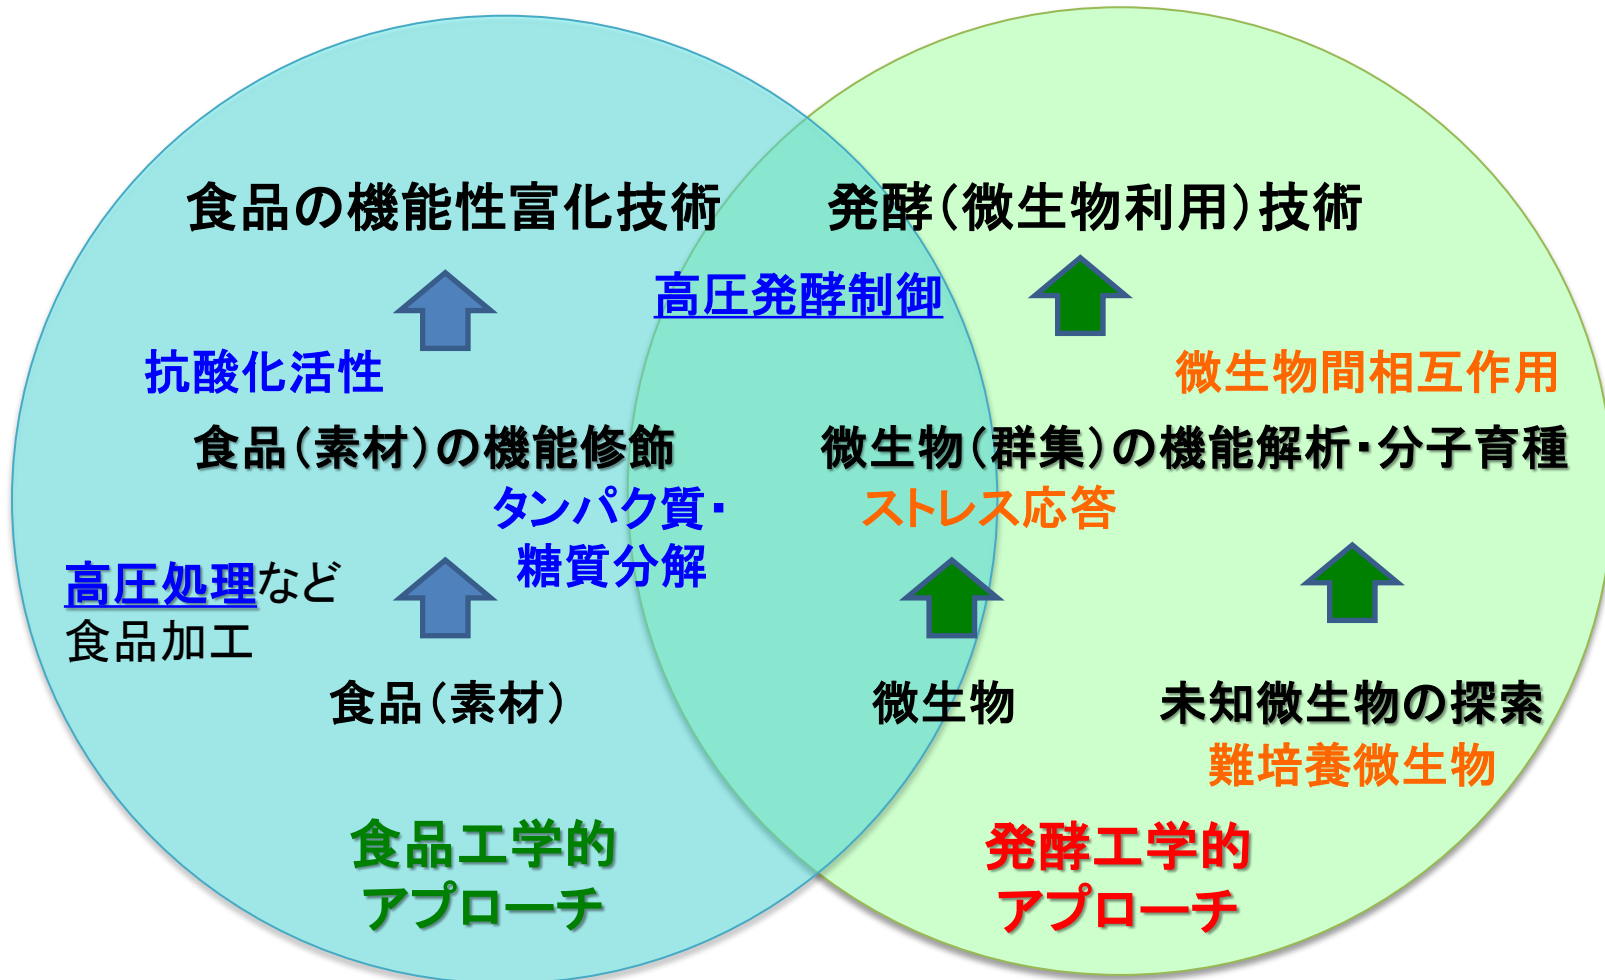 食品の機能性富化技術
発酵(微生物利用)技術
高圧発酵制御
抗酸化活性
微生物間相互作用
食品(素材)の機能修飾
微生物(群集)の機能解析・分子育種
タンパク質・
糖質分解
ストレス応答
高圧処理など
食品加工
食品(素材)
微生物
未知微生物の探索
難培養微生物
食品工学的
アプローチ
発酵工学的
アプローチ